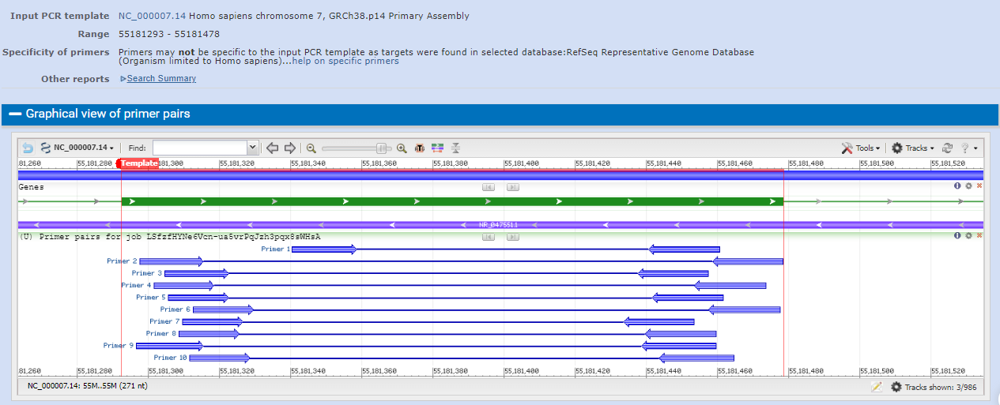 Input PCR template NC_000007.14 Homo sapiens chromosome 7, GRCh38.p14 Primary Assembly
Range 55181293 - 55181478
Specificity of primers Primers may not be specific to the input PCR template as targets were found in selected database:RefSeq Representative Genome Database
(Organism limited to Homo sapiens)...help on specific primers
Other reports Search Summary
Graphical view of primer pairs
NC_000007.14 Find: Tools Tracks ?
81,260 55,181,280 Template 181,300 55,181,320 55,181,340 55,181,360 55,181,380 55,181,400 55,181,420 55,181,440 55,181,460 55,181,480 55,181,500 55,181,520
Genes
NR_047551.1
(U) Primer pairs for job LSfzfHYNe6Vcn-ua5vrPqJzh3pqx8sWHsA
Primer 1
Primer 2
Primer 3
Primer 4
Primer 5
Primer 6
Primer 7
Primer 8
Primer 9
Primer 10
81,260 55,181,280 55,181,300 55,181,320 55,181,340 55,181,360 55,181,380 55,181,400 55,181,420 55,181,440 55,181,460 55,181,480 55,181,500 55,181,520
NC_000007.14: 55M..55M (271 nt) Tracks shown: 3/986